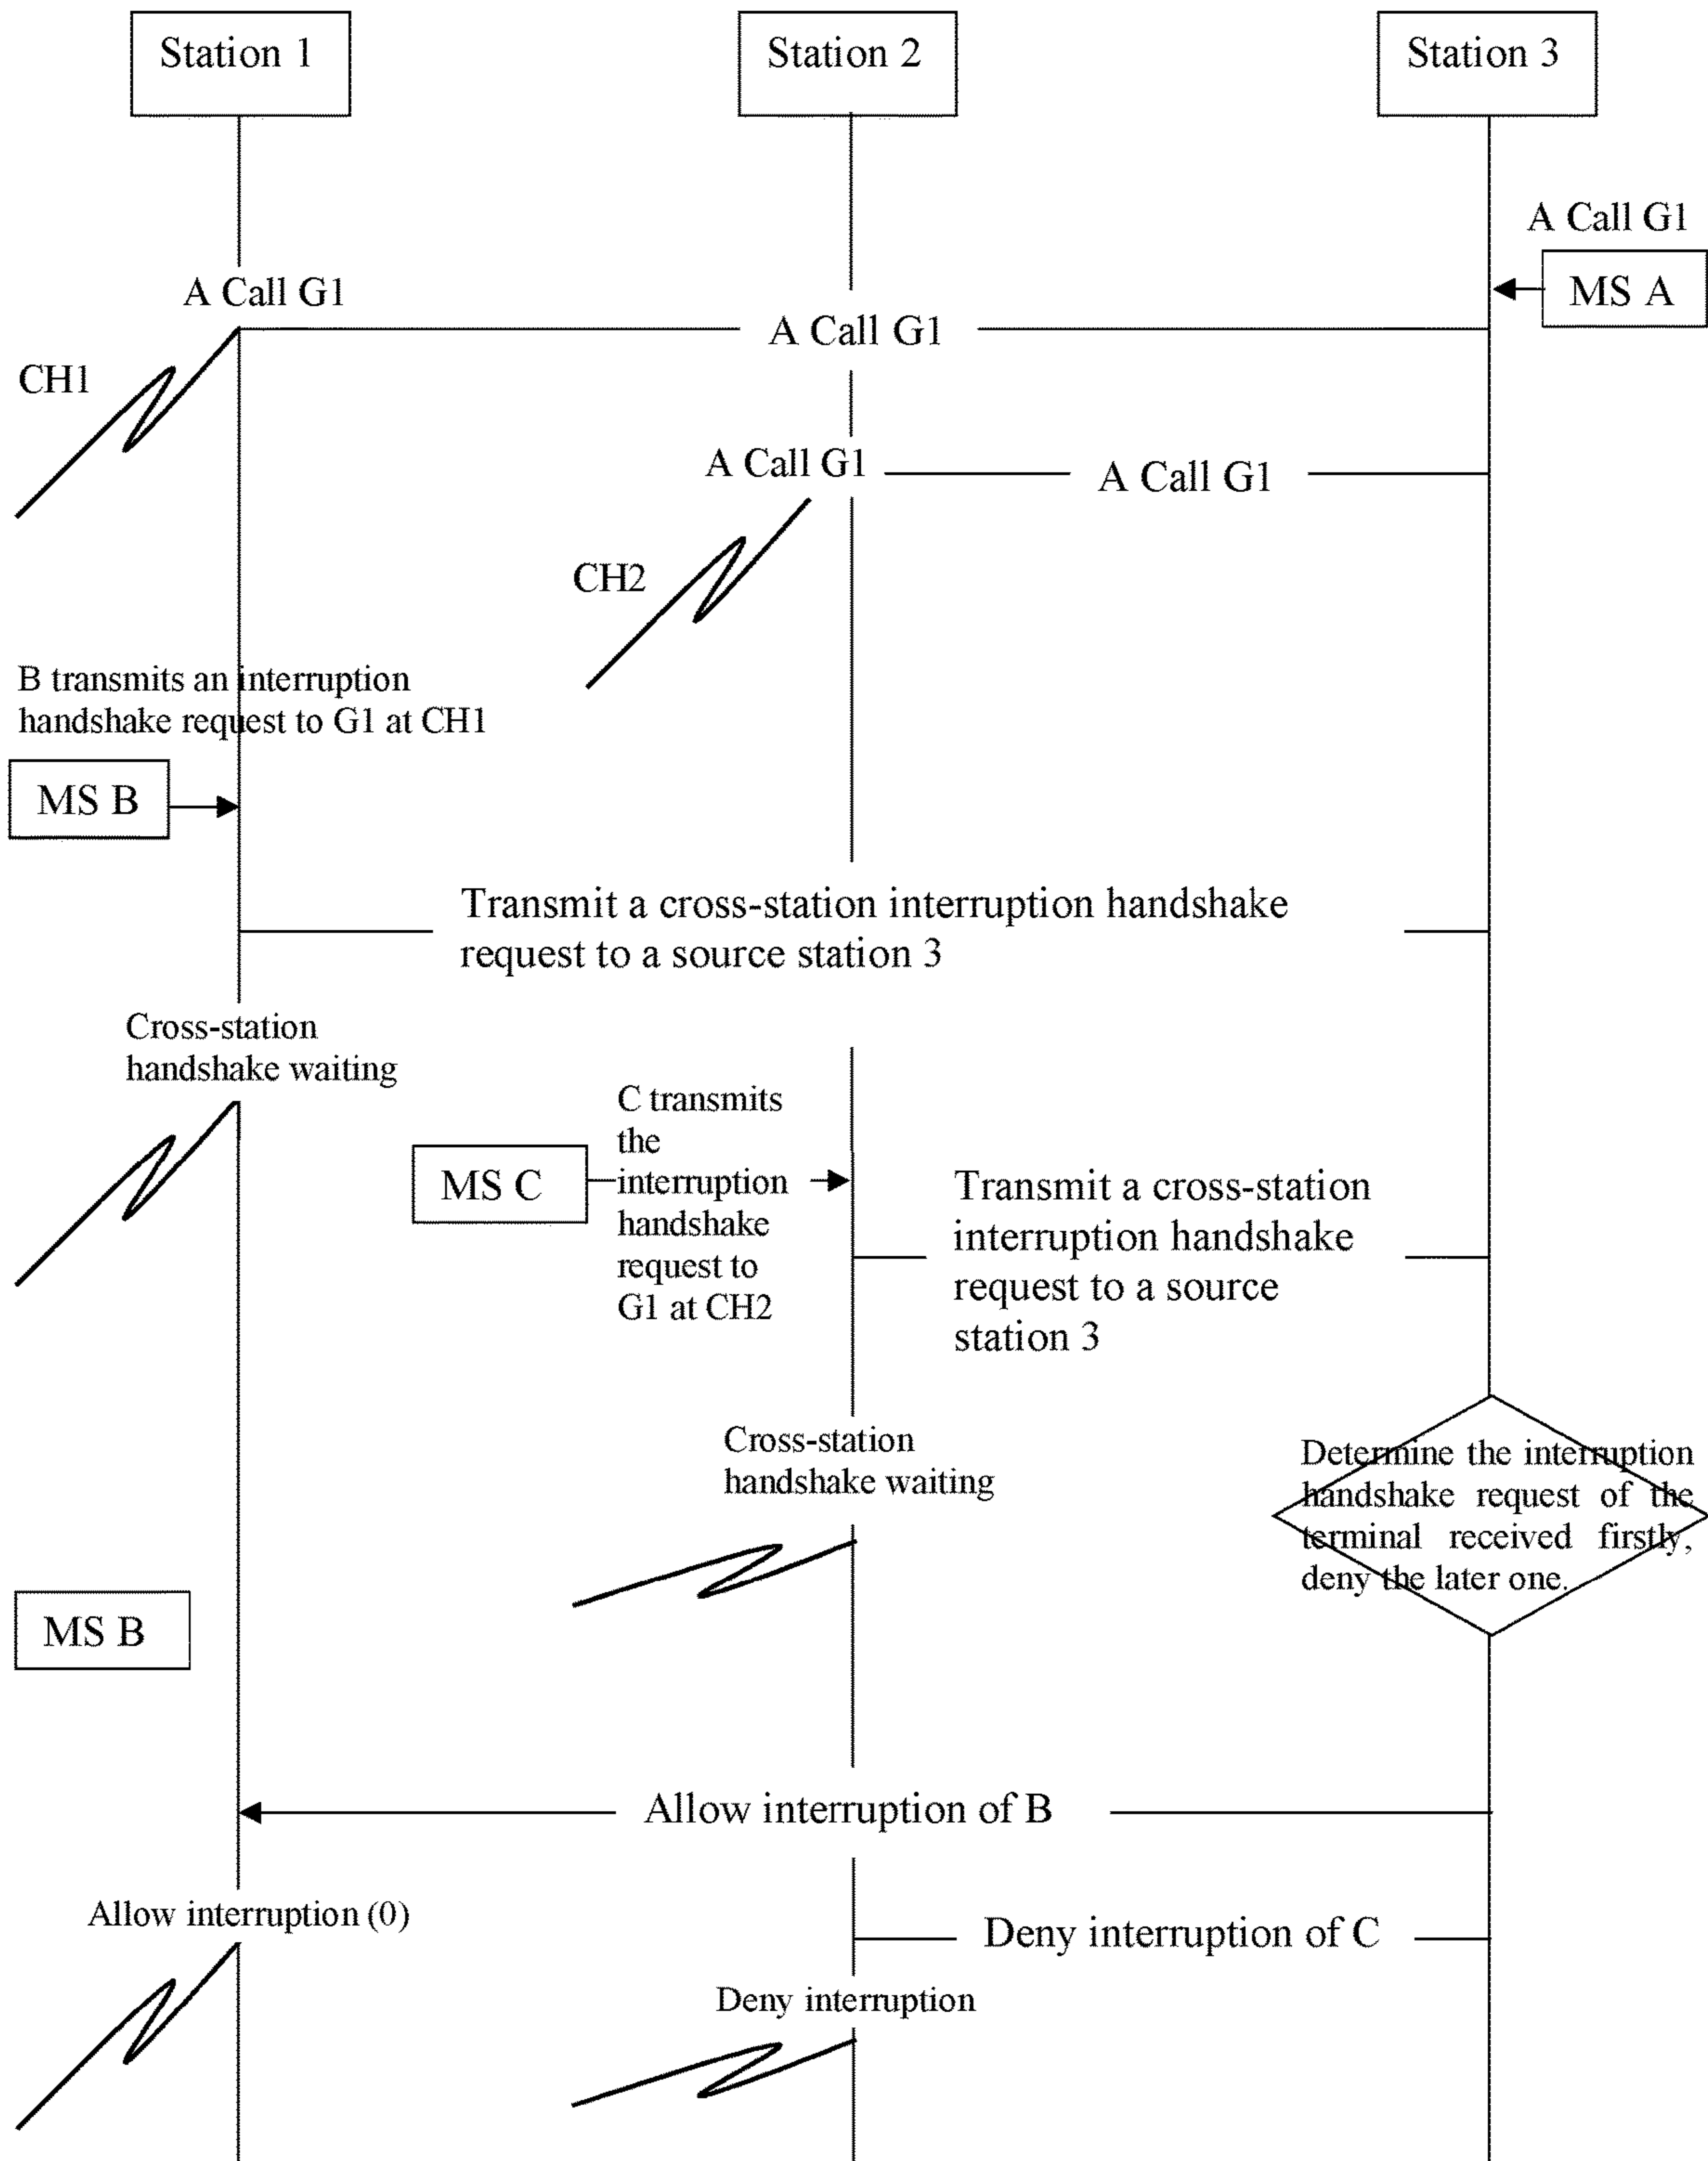 Station 1
Station 2
Station 3
A Call G1
MS A
A Call G1
A Call G1
CH1
A Call G1
A Call G1
CH2
B transmits an interruption
handshake request to G1 at CH1
MS B
Transmit a cross-station interruption handshake
request to a source station 3
Cross-station
handshake waiting
C transmits
the
interruption
handshake
request to
G1 at CH2
MS C
Transmit a cross-station
interruption handshake
request to a source
station 3
Cross-station
handshake waiting
Determine the interruption
handshake request of the
terminal received firstly,
deny the later one.
MS B
Allow interruption of B
Allow interruption (0)
Deny interruption of C
Deny interruption